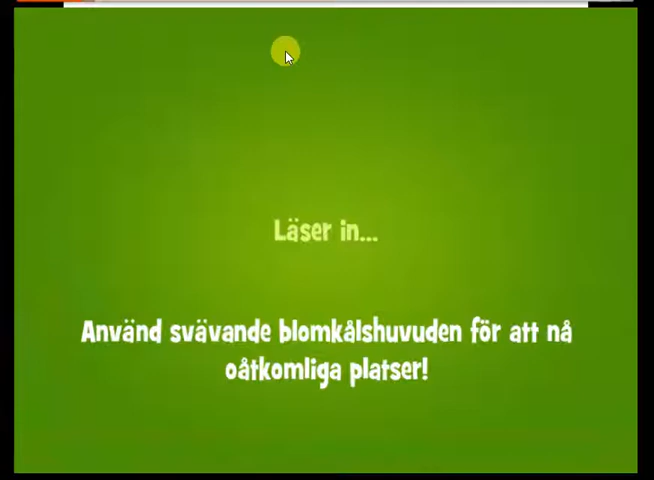 Läser in...
Använd svävande blomkålshuvuden för att nå
oåtkomliga platser!